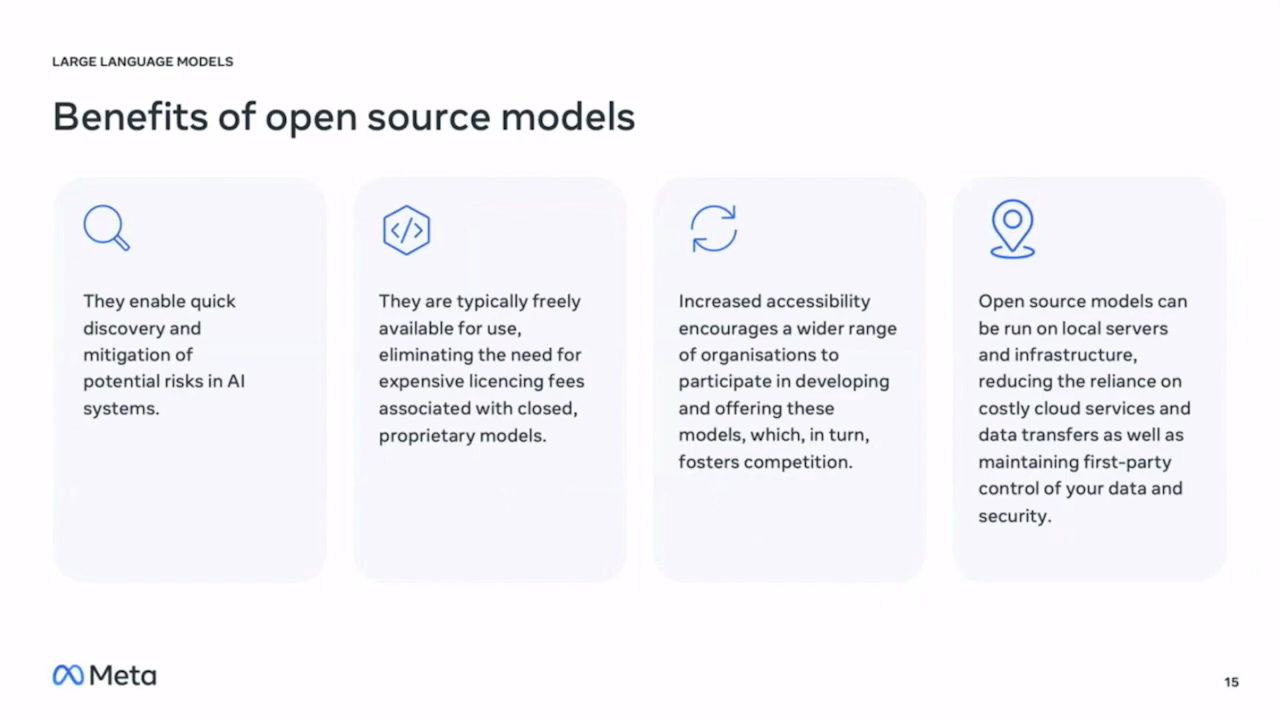 LARGE LANGUAGE MODELS
Benefits of open source models
They enable quick
discovery and
mitigation of
potential risks in AI
systems.
They are typically freely
available for use,
eliminating the need for
expensive licencing fees
associated with closed,
proprietary models.
Increased accessibility
encourages a wider range
of organisations to
participate in developing
and offering these
models, which, in turn,
fosters competition.
Open source models can
be run on local servers
and infrastructure,
reducing the reliance on
costly cloud services and
data transfers as well as
maintaining first-party
control of your data and
security.
Meta
15